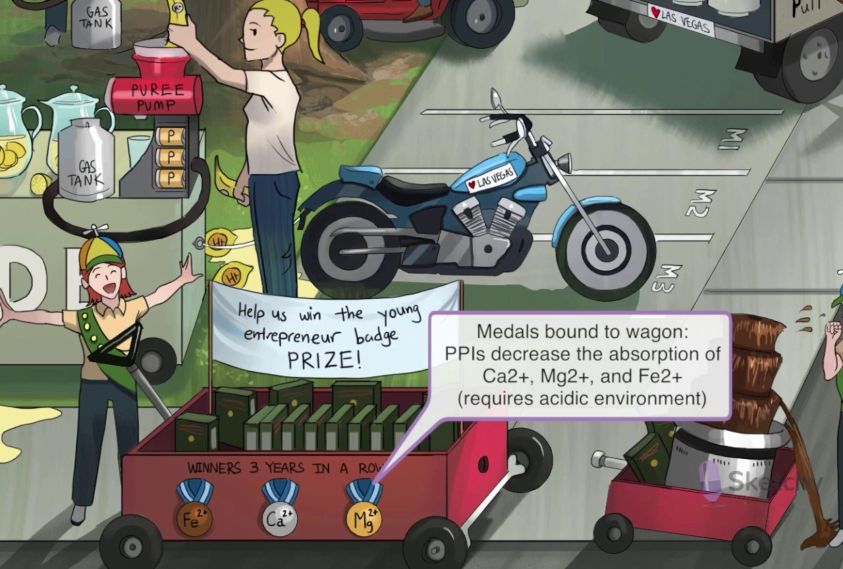 GAS
TANK
Pull
♥ LAS VEGAS
PUREE
PUMP
P
P
P
GAS
TANK
♥ LAS VEGAS
M1
M2
M3
H+
H+
Help us win the young
entrepreneur badge
PRIZE!
Medals bound to wagon:
PPIs decrease the absorption of
Ca2+, Mg2+, and Fe2+
(requires acidic environment)
WINNERS 3 YEARS IN A ROW
Fe2+
Ca2+
Mg2+
Sketchy